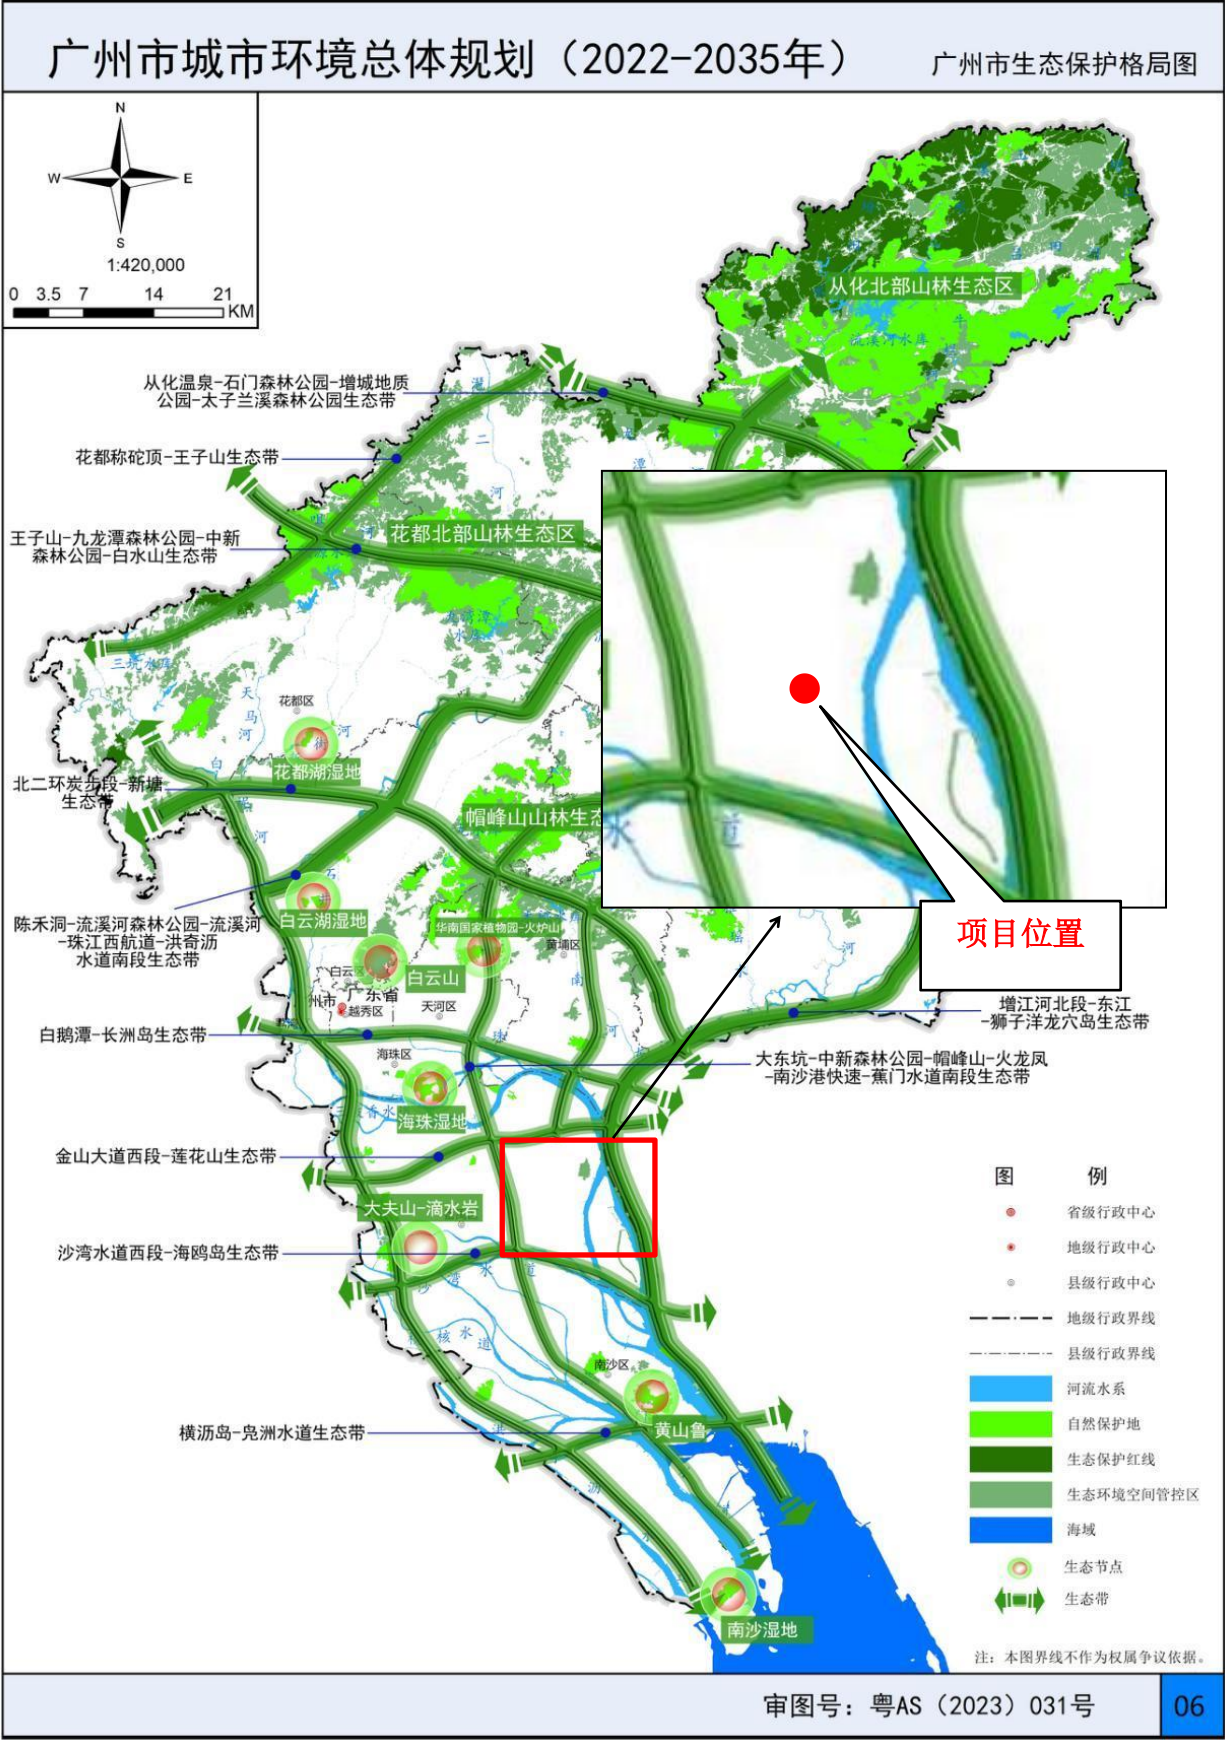 广州市城市环境总体规划（2022-2035年）
广州市生态保护格局图
N
W
E
S
1:420,000
0 3.5 7 14 21
KM
从化北部山林生态区
流溪河水库
从化温泉-石门森林公园-增城地质
公园-太子兰溪森林公园生态带
花都称砣顶-王子山生态带
王子山-九龙潭森林公园-中新
森林公园-白水山生态带
花都北部山林生态区
三坑水库
天马河
花都区
花都湖湿地
北二环炭步段-新塘
生态带
帽峰山山林生态
陈禾洞-流溪河森林公园-流溪河
-珠江西航道-洪奇沥
水道南段生态带
白云湖湿地
华南国家植物园-火炉山
黄埔区
白云区
白云山
广东省
州市
越秀区
天河区
白鹅潭-长洲岛生态带
海珠区
海珠湿地
水道
项目位置
增江河北段-东江
-狮子洋龙穴岛生态带
大东坑-中新森林公园-帽峰山-火龙凤
-南沙港快速-蕉门水道南段生态带
金山大道西段-莲花山生态带
大夫山-滴水岩
沙湾水道西段-海鸥岛生态带
沙湾水道
南沙区
黄山鲁
横沥岛-凫洲水道生态带
南沙湿地
图 例
省级行政中心
地级行政中心
县级行政中心
地级行政界线
县级行政界线
河流水系
自然保护地
生态保护红线
生态环境空间管控区
海域
生态节点
生态带
注：本图界线不作为权属争议依据。
审图号：粤AS（2023）031号
06